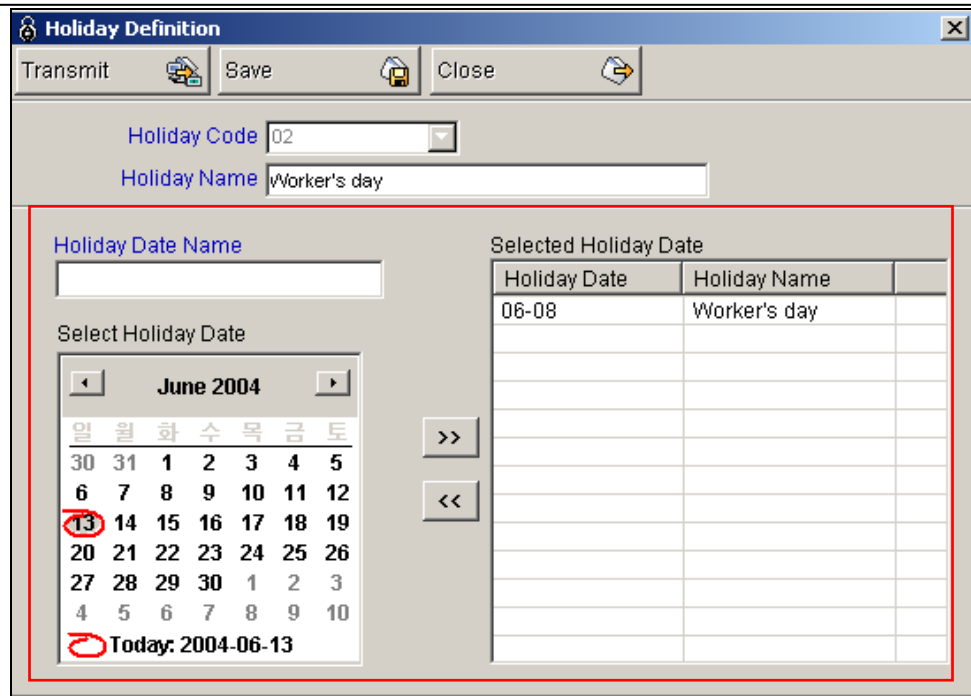 Holiday Definition
Transmit Save Close
Holiday Code 02
Holiday Name Worker's day
Holiday Date Name
Select Holiday Date
June 2004
일 월 화 수 목 금 토
30 31 1 2 3 4 5
6 7 8 9 10 11 12
13 14 15 16 17 18 19
20 21 22 23 24 25 26
27 28 29 30 1 2 3
4 5 6 7 8 9 10
Today: 2004-06-13
>>
<<
Selected Holiday Date
Holiday Date Holiday Name
06-08 Worker's day